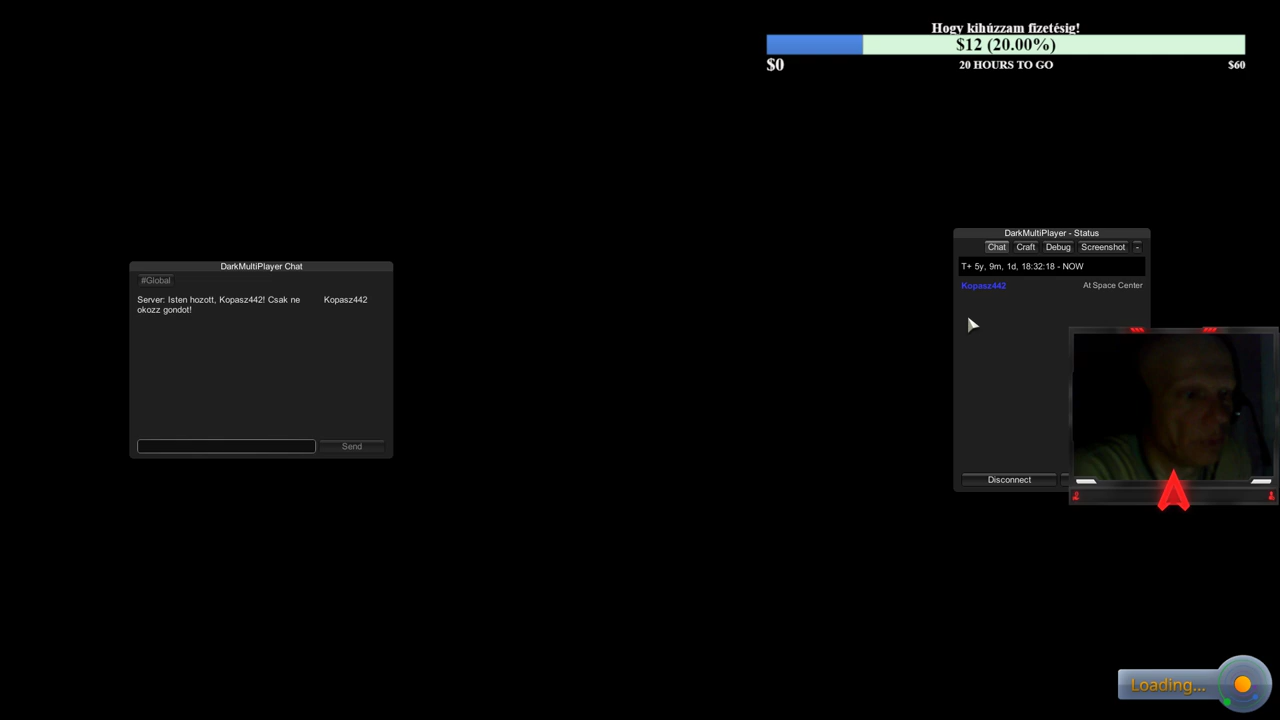 Hogy kihúzzam fizetésig!
$12 (20.00%)
$0 20 HOURS TO GO $60
DarkMultiPlayer - Status
Chat Craft Debug Screenshot -
T+ 5y, 9m, 1d, 18:32:18 - NOW
Kopasz442 At Space Center
Disconnect
DarkMultiPlayer Chat
#Global
Server: Isten hozott, Kopasz442! Csak ne Kopasz442
okozz gondot!
Send
Loading...